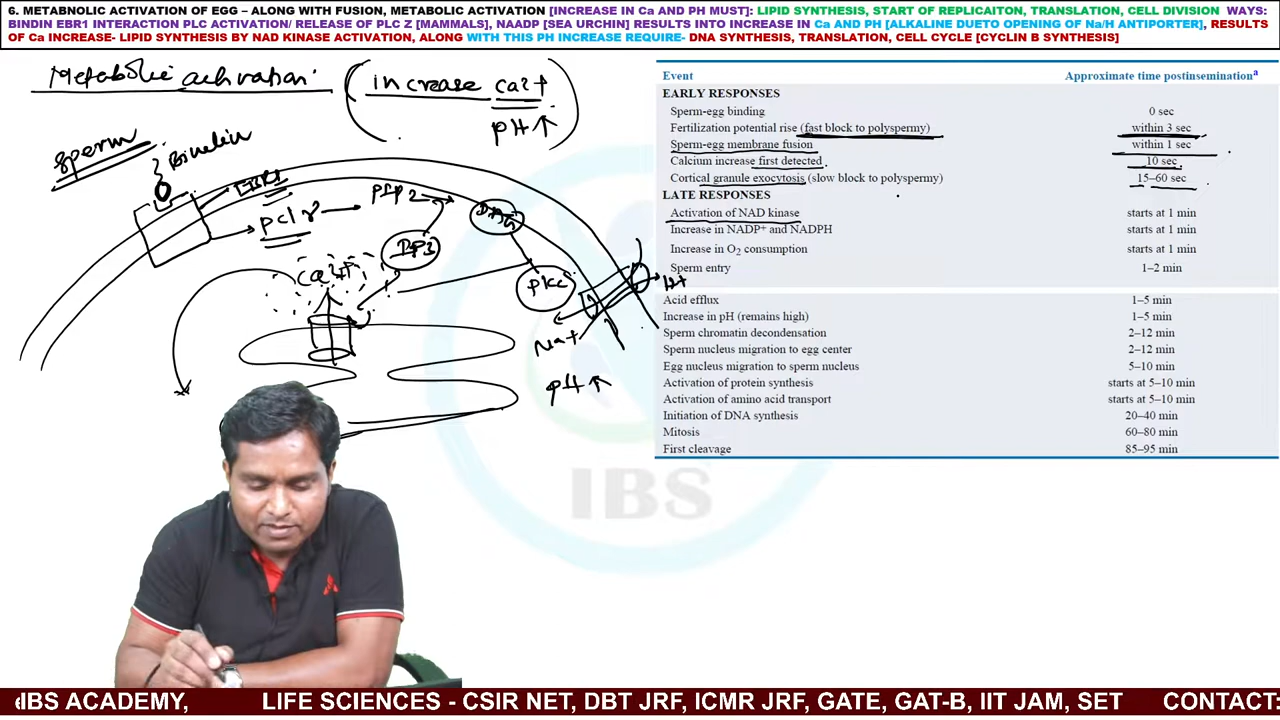 6. METABNOLIC ACTIVATION OF EGG – ALONG WITH FUSION, METABOLIC ACTIVATION [INCREASE IN Ca AND PH MUST]: LIPID SYNTHESIS, START OF REPLICAITON, TRANSLATION, CELL DIVISION WAYS:
BINDIN EBR1 INTERACTION PLC ACTIVATION/ RELEASE OF PLC Z [MAMMALS], NAADP [SEA URCHIN] RESULTS INTO INCREASE IN Ca AND PH [ALKALINE DUETO OPENING OF Na/H ANTIPORTER], RESULTS
OF Ca INCREASE- LIPID SYNTHESIS BY NAD KINASE ACTIVATION, ALONG WITH THIS PH INCREASE REQUIRE- DNA SYNTHESIS, TRANSLATION, CELL CYCLE [CYCLIN B SYNTHESIS]
Metabolic activation
increase Ca2+
pH ↑
sperm
Bindin
EBR1
PIP2
IP3
Ca2+
PKC
Na+
H+
pH ↑
Event Approximate time postinseminationᵃ
EARLY RESPONSES
Sperm-egg binding 0 sec
Fertilization potential rise (fast block to polyspermy) within 3 sec
Sperm-egg membrane fusion within 1 sec
Calcium increase first detected 10 sec
Cortical granule exocytosis (slow block to polyspermy) 15–60 sec
LATE RESPONSES
Activation of NAD kinase starts at 1 min
Increase in NADP⁺ and NADPH starts at 1 min
Increase in O₂ consumption starts at 1 min
Sperm entry 1–2 min
Acid efflux 1–5 min
Increase in pH (remains high) 1–5 min
Sperm chromatin decondensation 2–12 min
Sperm nucleus migration to egg center 2–12 min
Egg nucleus migration to sperm nucleus 5–10 min
Activation of protein synthesis starts at 5–10 min
Activation of amino acid transport starts at 5–10 min
Initiation of DNA synthesis 20–40 min
Mitosis 60–80 min
First cleavage 85–95 min
IBS
IBS ACADEMY, LIFE SCIENCES - CSIR NET, DBT JRF, ICMR JRF, GATE, GAT-B, IIT JAM, SET CONTACT: